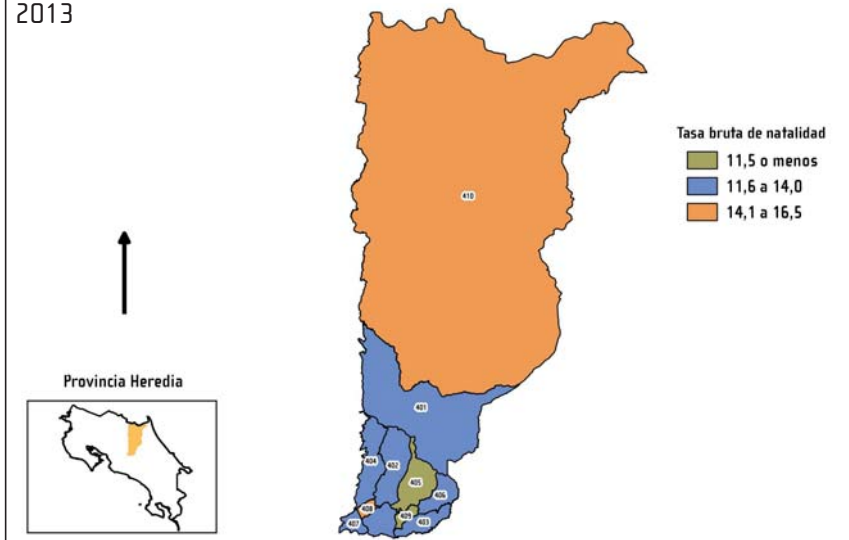 2013
Tasa bruta de natalidad
11,5 o menos
11,6 a 14,0
14,1 a 16,5
410
Provincia Heredia
401
404
402
405
406
408
409
407
403